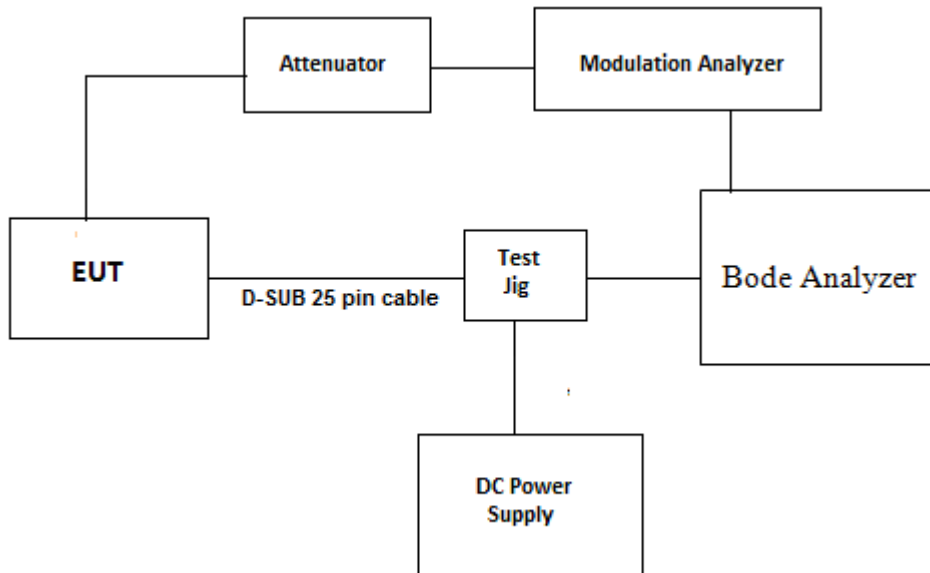 Attenuator
Modulation Analyzer
EUT
D-SUB 25 pin cable
Test
Jig
Bode Analyzer
DC Power
Supply